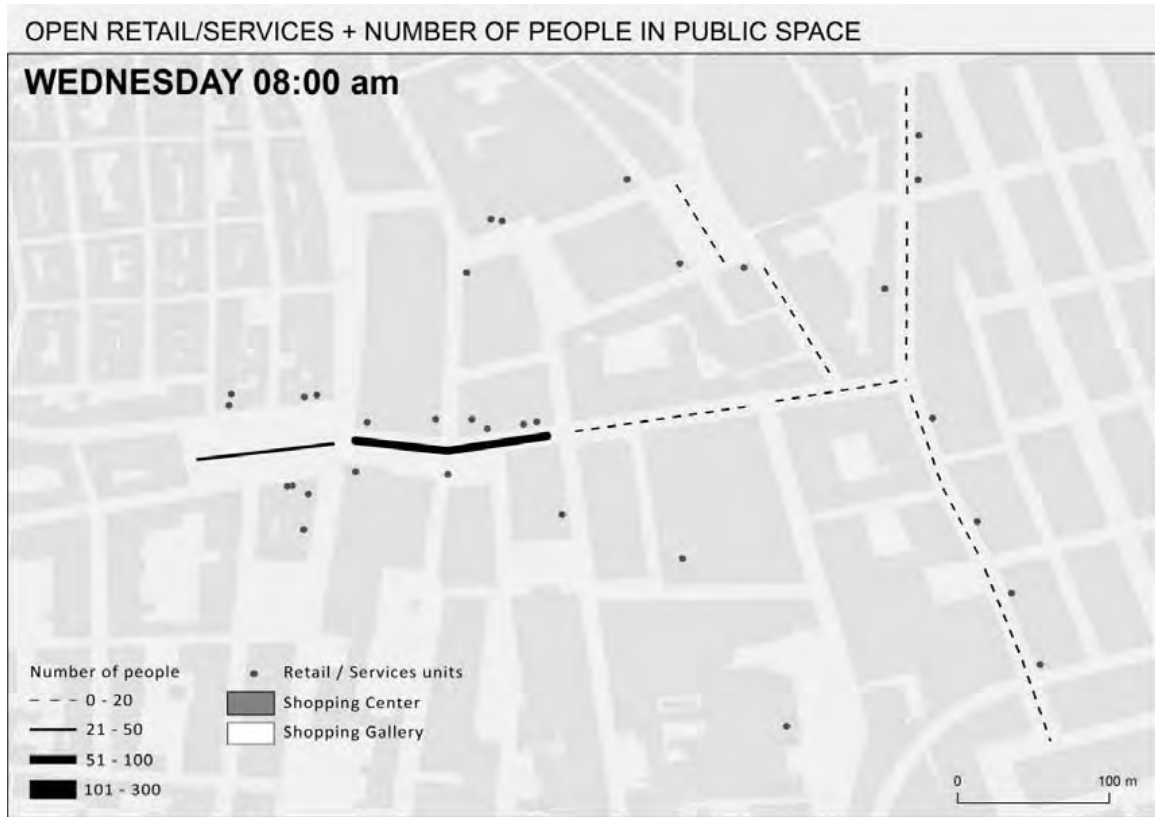 OPEN RETAIL/SERVICES + NUMBER OF PEOPLE IN PUBLIC SPACE
WEDNESDAY 08:00 am
Number of people
0 - 20
21 - 50
51 - 100
101 - 300
Retail / Services units
Shopping Center
Shopping Gallery
0 100 m